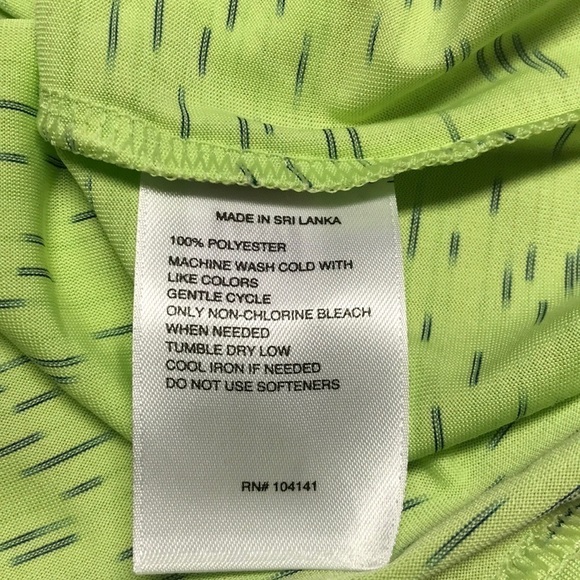 MADE IN SRI LANKA
100% POLYESTER
MACHINE WASH COLD WITH
LIKE COLORS
GENTLE CYCLE
ONLY NON-CHLORINE BLEACH
WHEN NEEDED
TUMBLE DRY LOW
COOL IRON IF NEEDED
DO NOT USE SOFTENERS
RN# 104141